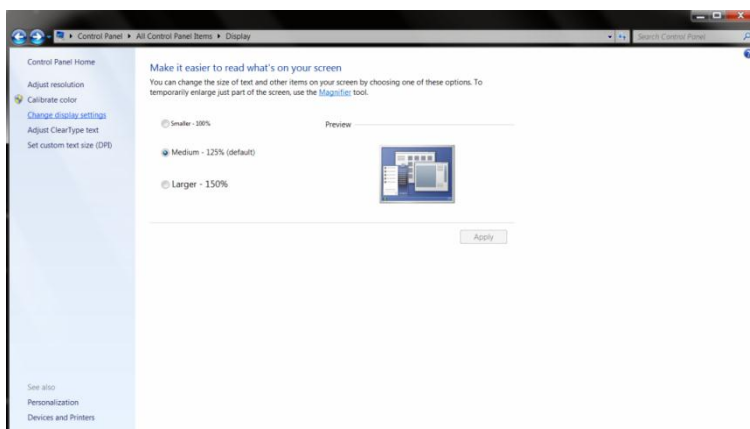 Control Panel ▸ All Control Panel Items ▸ Display
Search Control Panel
Control Panel Home
Adjust resolution
Calibrate color
Change display settings
Adjust ClearType text
Set custom text size (DPI)
See also
Personalization
Devices and Printers
Make it easier to read what's on your screen
You can change the size of text and other items on your screen by choosing one of these options. To
temporarily enlarge just part of the screen, use the Magnifier tool.
Smaller - 100%
Preview
Medium - 125% (default)
Larger - 150%
Apply